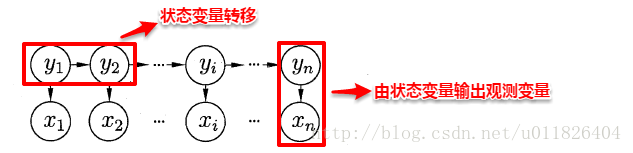 状态变量转移
y1 y2 ... yi ... yn
由状态变量输出观测变量
x1 x2 ... xi ... xn
http://blog.csdn.net/u011826404